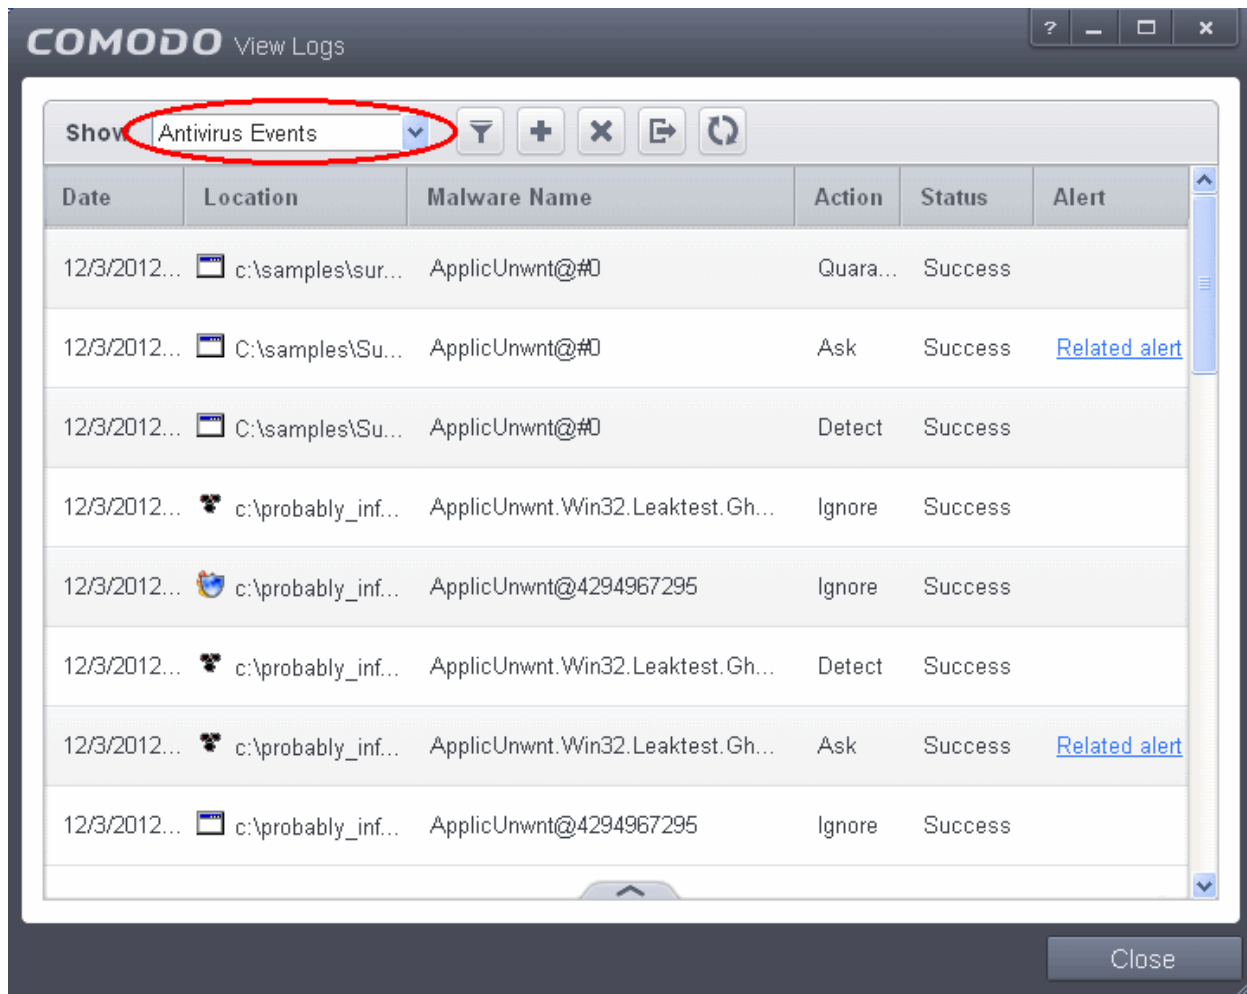 COMODO View Logs ?
Show Antivirus Events
Date Location Malware Name Action Status Alert
12/3/2012... c:\samples\sur... ApplicUnwnt@#0 Quara... Success
12/3/2012... C:\samples\Su... ApplicUnwnt@#0 Ask Success Related alert
12/3/2012... C:\samples\Su... ApplicUnwnt@#0 Detect Success
12/3/2012... c:\probably_inf... ApplicUnwnt.Win32.Leaktest.Gh... Ignore Success
12/3/2012... c:\probably_inf... ApplicUnwnt@4294967295 Ignore Success
12/3/2012... c:\probably_inf... ApplicUnwnt.Win32.Leaktest.Gh... Detect Success
12/3/2012... c:\probably_inf... ApplicUnwnt.Win32.Leaktest.Gh... Ask Success Related alert
12/3/2012... c:\probably_inf... ApplicUnwnt@4294967295 Ignore Success
Close